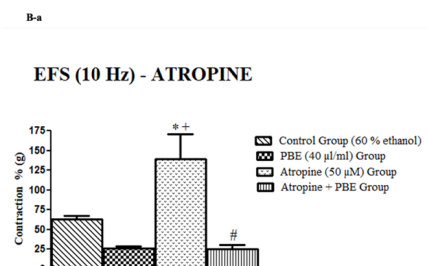 B-a
EFS (10 Hz) - ATROPINE
Contraction % (g)
175
150
125
100
75
50
25
0
* +
#
Control Group (60 % ethanol)
PBE (40 µl/ml) Group
Atropine (50 µM) Group
Atropine + PBE Group